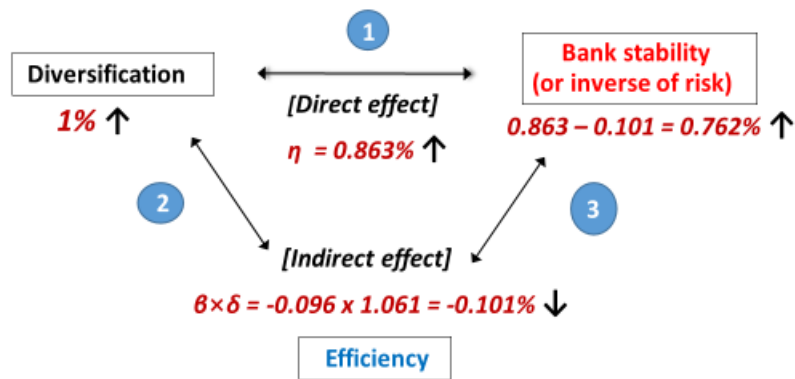 1
Diversification
1% ↑
[Direct effect]
η = 0.863% ↑
Bank stability
(or inverse of risk)
0.863 – 0.101 = 0.762% ↑
2
3
[Indirect effect]
β×δ = -0.096 x 1.061 = -0.101% ↓
Efficiency